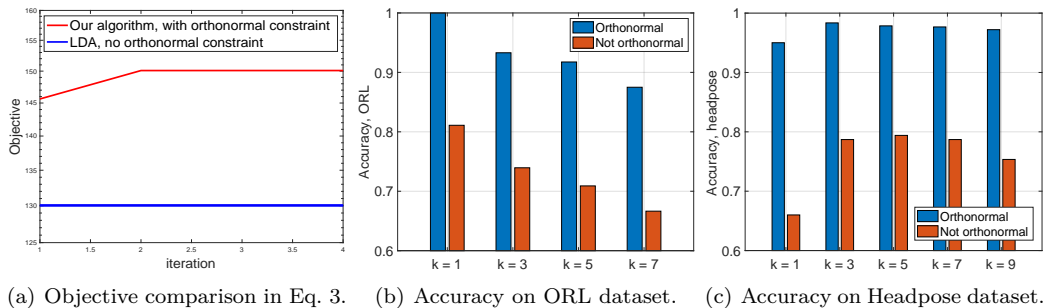 160
155
150
145
140
135
130
125
1
1.5
2
2.5
3
3.5
4
Objective
iteration
Our algorithm, with orthonormal constraint
LDA, no orthonormal constraint
(a) Objective comparison in Eq. 3.
1
0.9
0.8
0.7
0.6
Accuracy, ORL
Orthonormal
Not orthonormal
k = 1
k = 3
k = 5
k = 7
(b) Accuracy on ORL dataset.
1
0.9
0.8
0.7
0.6
Accuracy, headpose
Orthonormal
Not orthonormal
k = 1
k = 3
k = 5
k = 7
k = 9
(c) Accuracy on Headpose dataset.